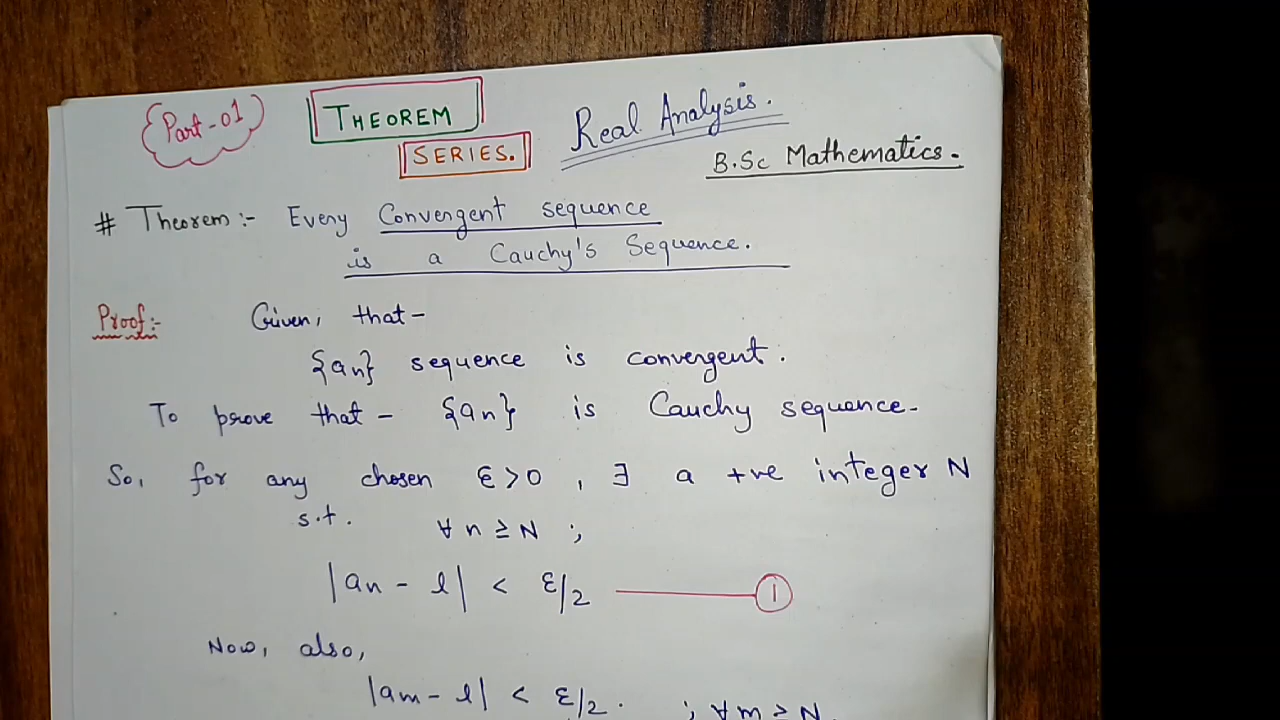 Part-01
THEOREM
SERIES.
Real Analysis.
B.Sc Mathematics.
# Theorem:- Every Convergent sequence
is a Cauchy's Sequence.
Proof:- Given, that-
{an} sequence is convergent.
To prove that - {an} is Cauchy sequence.
So, for any chosen ε>0, ∃ a +ve integer N
s.t. ∀ n ≥ N ;
|an - l| < ε/2 ——— 1
Now, also,
|am - l| < ε/2. ; ∀ m ≥ N.